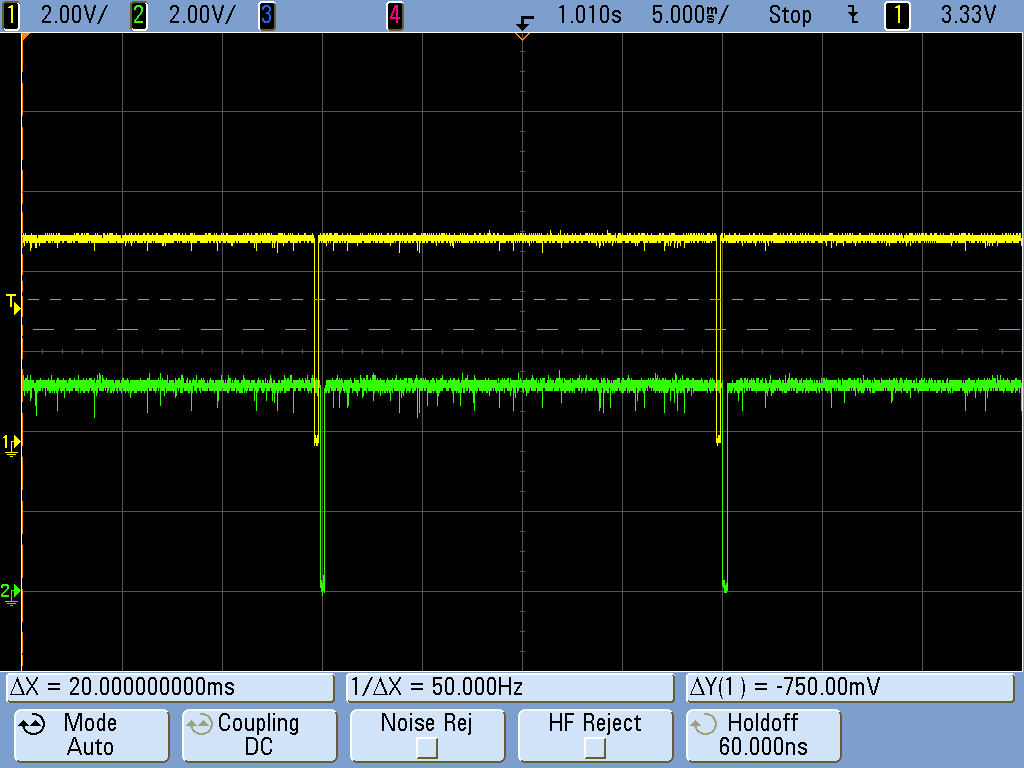 1 2.00V/ 2 2.00V/ 3 4 1.010s 5.000ms/ Stop 1 3.33V
T
1
2
ΔX = 20.000000000ms 1/ΔX = 50.000Hz ΔY(1) = -750.00mV
Mode Coupling Noise Rej HF Reject Holdoff
Auto DC 60.000ns